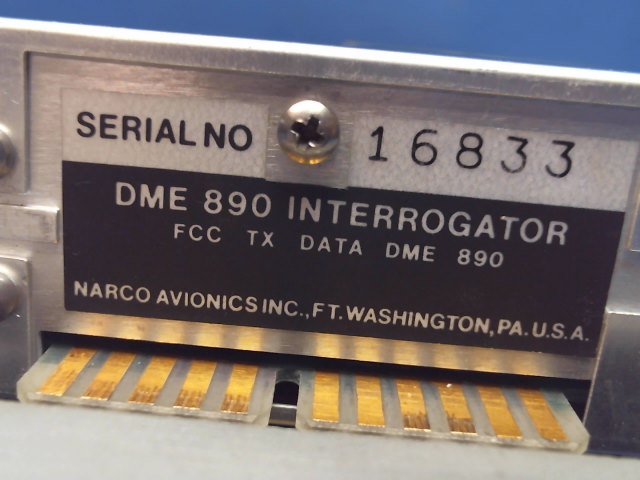 SERIAL NO 16833
DME 890 INTERROGATOR
FCC TX DATA DME 890
NARCO AVIONICS INC., FT. WASHINGTON, PA. U.S.A.